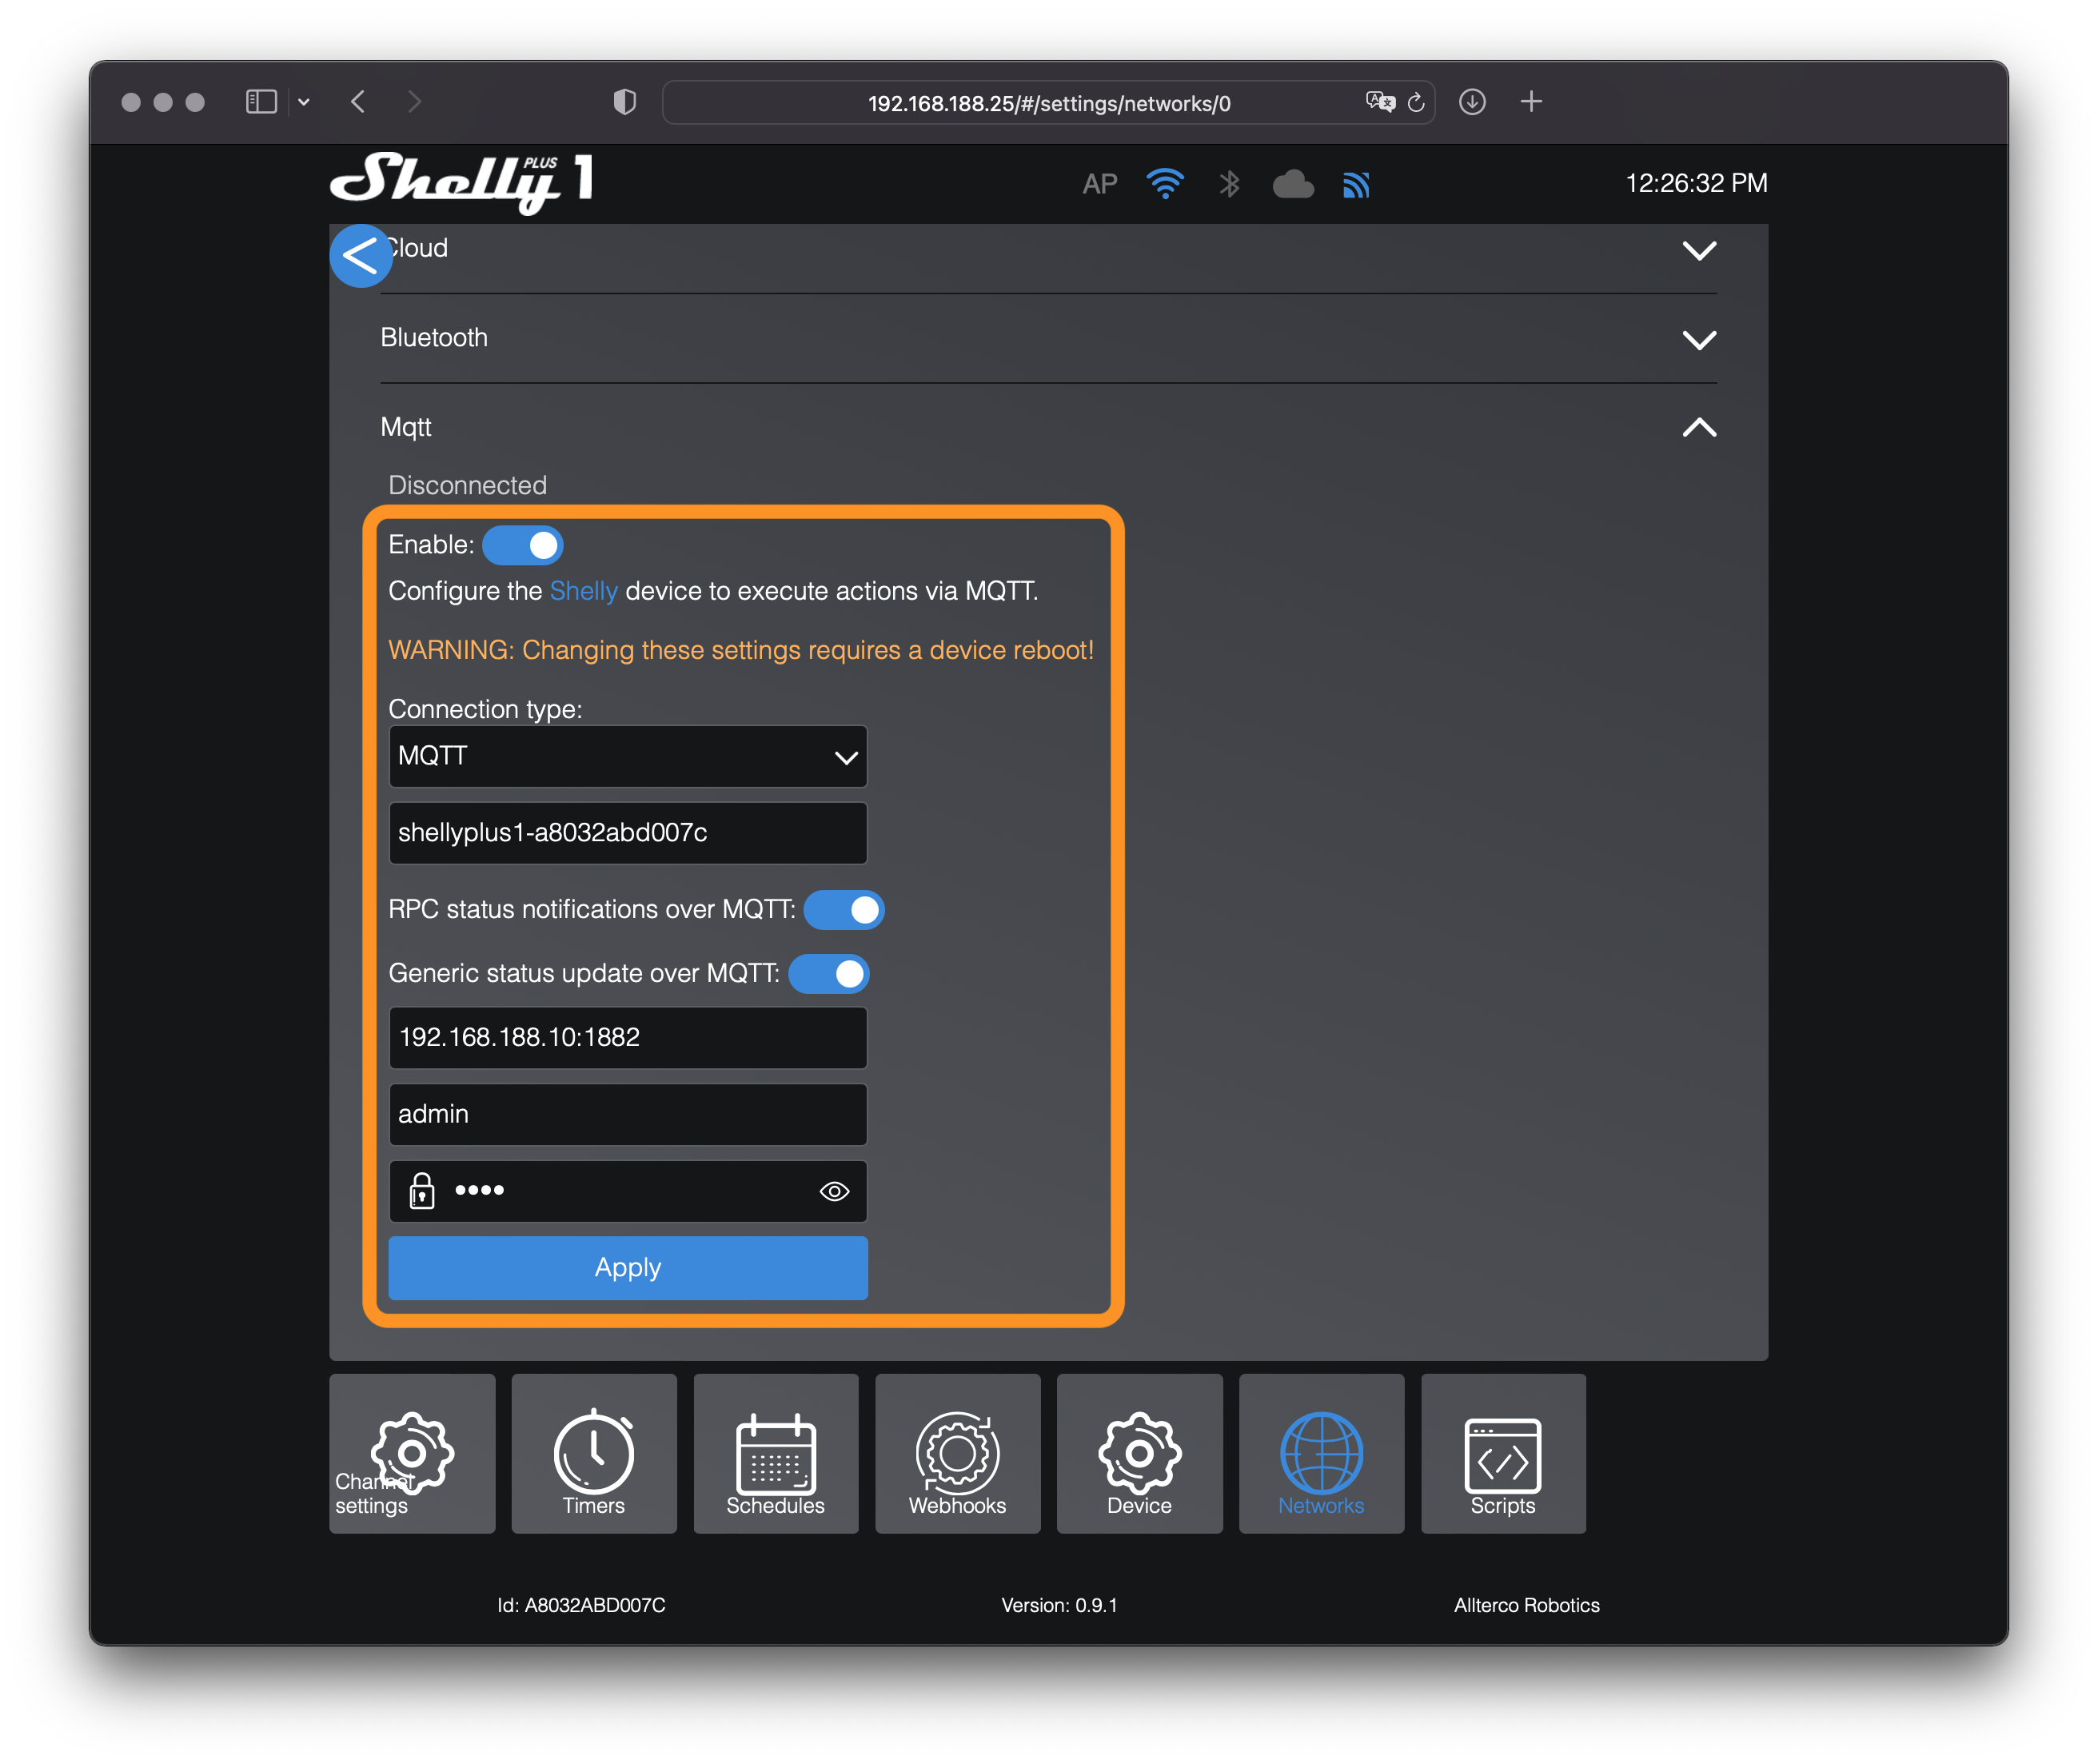 192.168.188.25/#/settings/networks/0
Shelly PLUS 1
AP
12:26:32 PM
Cloud
Bluetooth
Mqtt
Disconnected
Enable:
Configure the Shelly device to execute actions via MQTT.
WARNING: Changing these settings requires a device reboot!
Connection type:
MQTT
shellyplus1-a8032abd007c
RPC status notifications over MQTT:
Generic status update over MQTT:
192.168.188.10:1882
admin
••••
Apply
Channel
settings
Timers
Schedules
Webhooks
Device
Networks
Scripts
Id: A8032ABD007C
Version: 0.9.1
Allterco Robotics